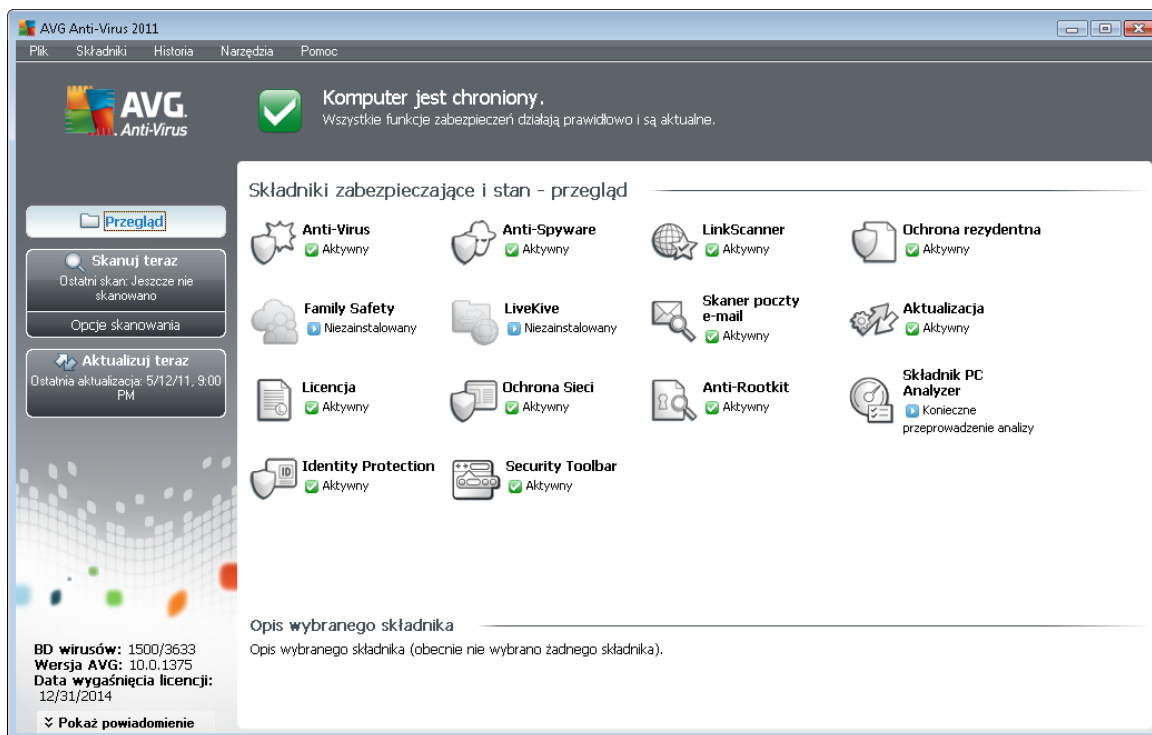 AVG Anti-Virus 2011
Plik Składniki Historia Narzędzia Pomoc
AVG.
Anti-Virus
Komputer jest chroniony.
Wszystkie funkcje zabezpieczeń działają prawidłowo i są aktualne.
Przegląd
Skanuj teraz
Ostatni skan: Jeszcze nie
skanowano
Opcje skanowania
Aktualizuj teraz
Ostatnia aktualizacja: 5/12/11, 9:00
PM
Składniki zabezpieczające i stan - przegląd
Anti-Virus
Aktywny
Anti-Spyware
Aktywny
LinkScanner
Aktywny
Ochrona rezydentna
Aktywny
Family Safety
Niezainstalowany
LiveKive
Niezainstalowany
Skaner poczty
e-mail
Aktywny
Aktualizacja
Aktywny
Licencja
Aktywny
Ochrona Sieci
Aktywny
Anti-Rootkit
Aktywny
Składnik PC
Analyzer
Konieczne
przeprowadzenie analizy
Identity Protection
Aktywny
Security Toolbar
Aktywny
Opis wybranego składnika
Opis wybranego składnika (obecnie nie wybrano żadnego składnika).
BD wirusów: 1500/3633
Wersja AVG: 10.0.1375
Data wygaśnięcia licencji:
12/31/2014
Pokaż powiadomienie